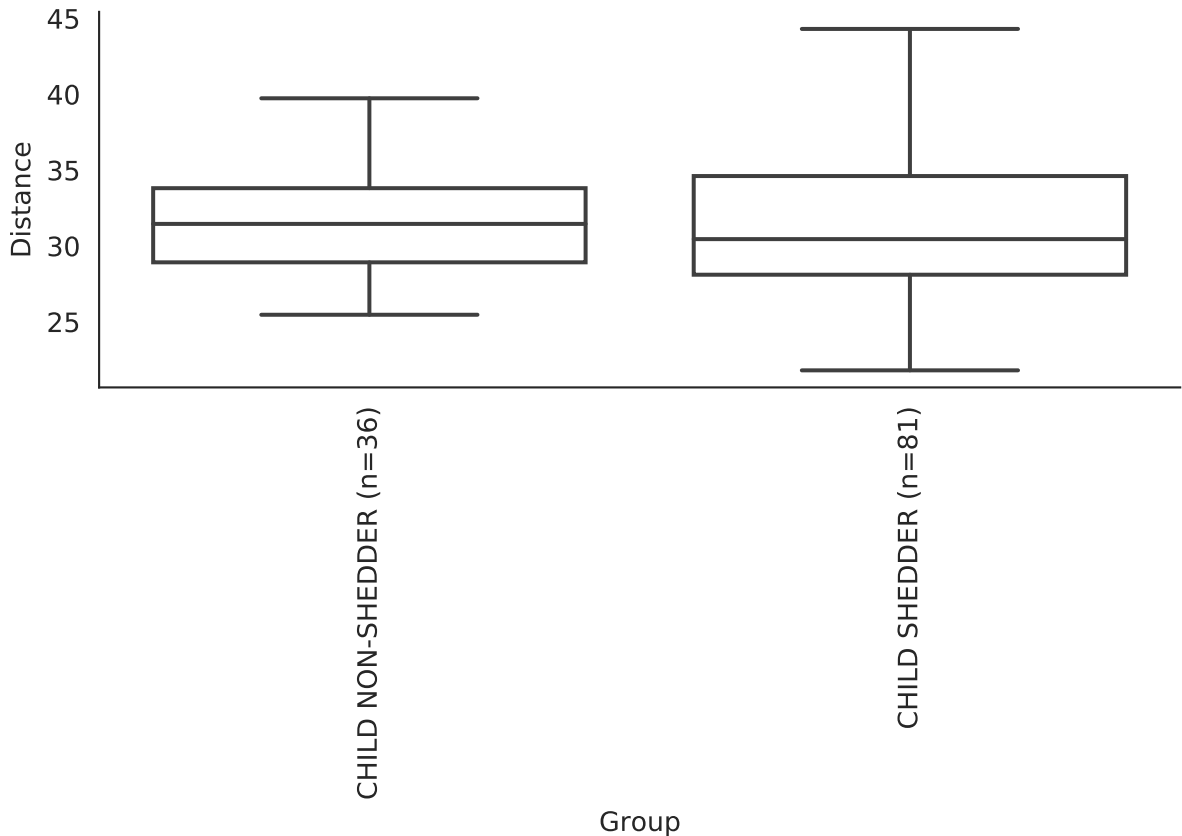 45
40
35
30
25
Distance
CHILD NON-SHEDDER (n=36)
CHILD SHEDDER (n=81)
Group